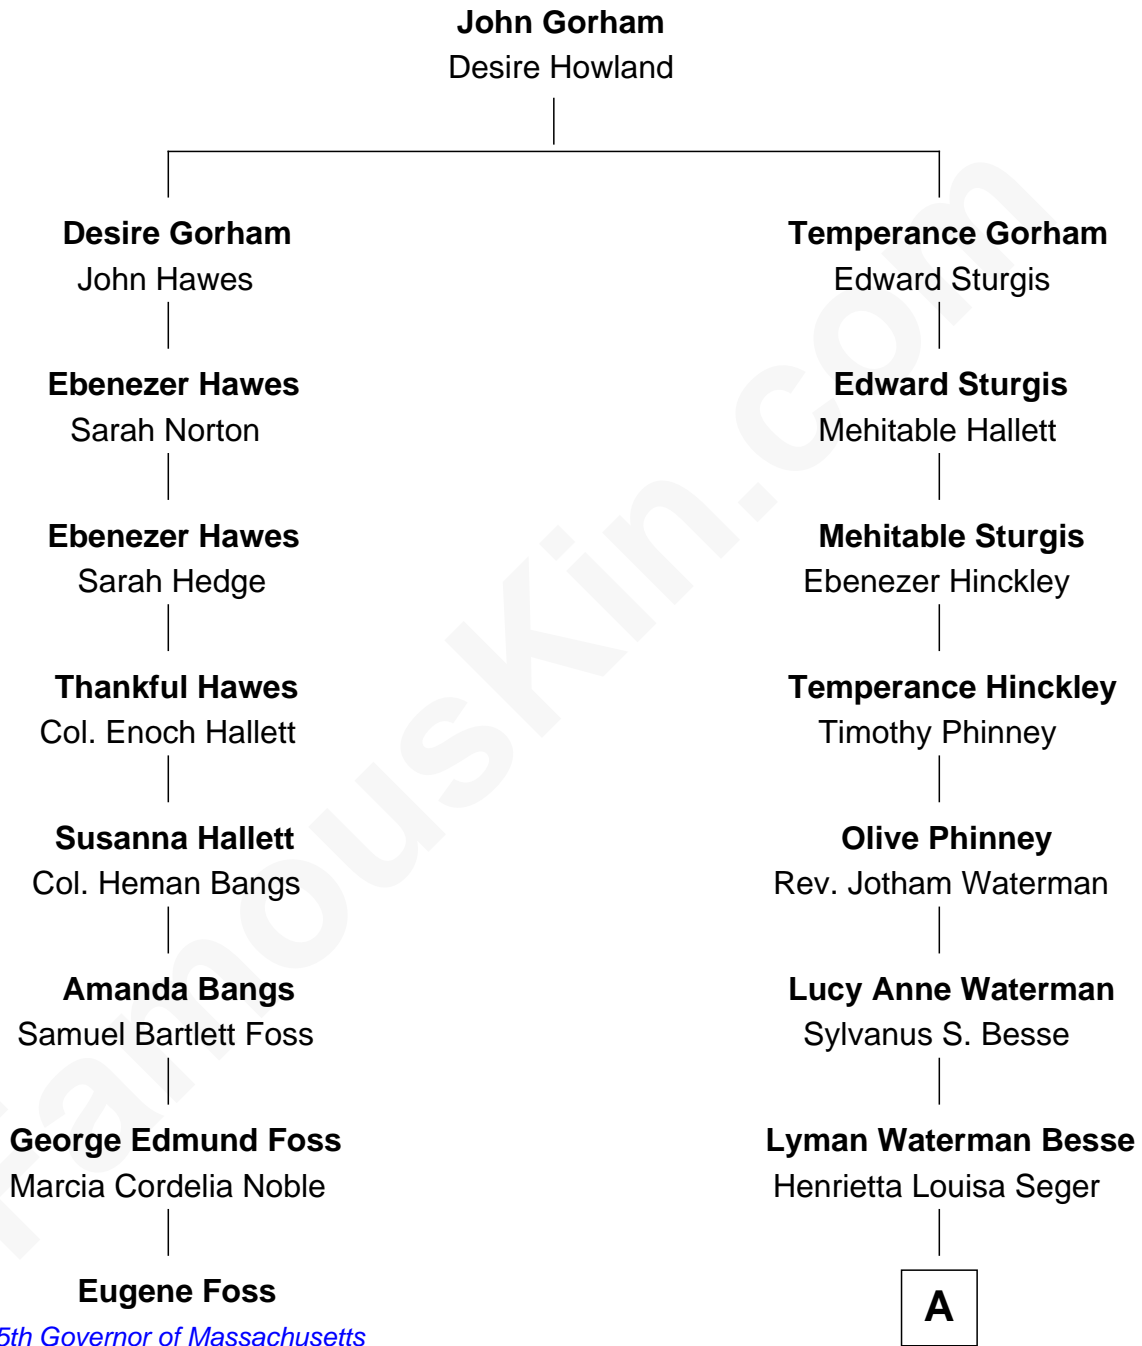 John Gorham
Desire Howland
Desire Gorham
John Hawes
Ebenezer Hawes
Sarah Norton
Ebenezer Hawes
Sarah Hedge
Thankful Hawes
Col. Enoch Hallett
Susanna Hallett
Col. Heman Bangs
Amanda Bangs
Samuel Bartlett Foss
George Edmund Foss
Marcia Cordelia Noble
Eugene Foss
5th Governor of Massachusetts
Temperance Gorham
Edward Sturgis
Edward Sturgis
Mehitable Hallett
Mehitable Sturgis
Ebenezer Hinckley
Temperance Hinckley
Timothy Phinney
Olive Phinney
Rev. Jotham Waterman
Lucy Anne Waterman
Sylvanus S. Besse
Lyman Waterman Besse
Henrietta Louisa Seger
A
FamousKin.com